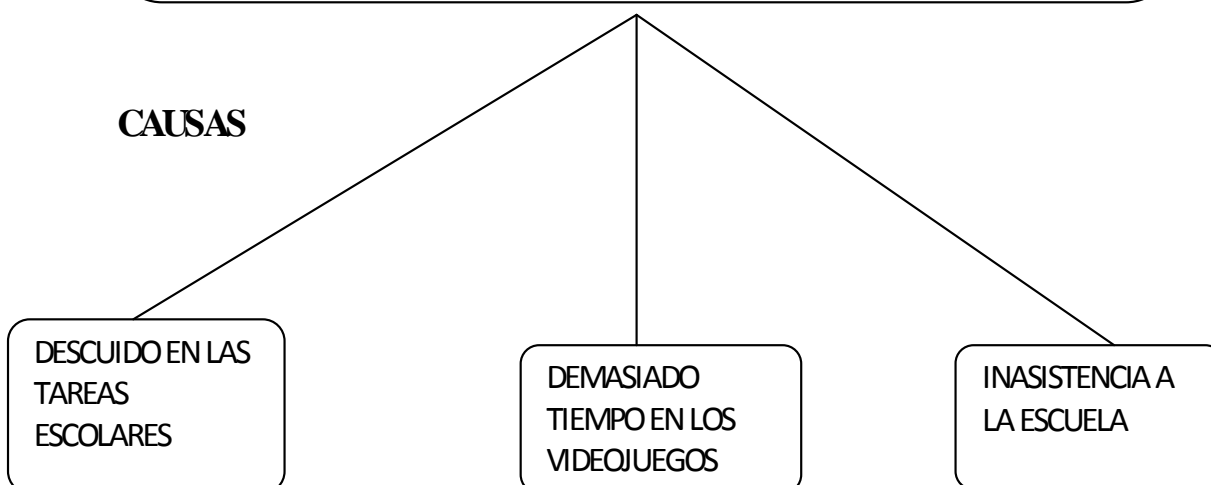 CAUSAS
DESCUIDO EN LAS
TAREAS
ESCOLARES
DEMASIADO
TIEMPO EN LOS
VIDEOJUEGOS
INASISTENCIA A
LA ESCUELA